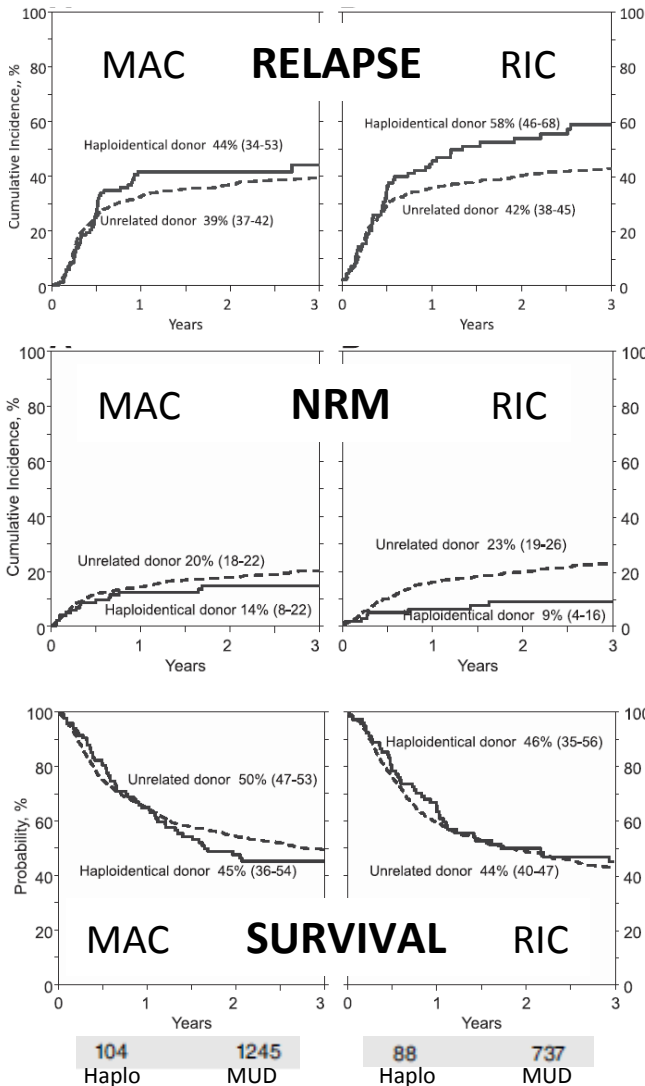 MAC RELAPSE RIC
100
80
60
40
20
0
Cumulative Incidence,, %
Haploidentical donor 44% (34-53)
Unrelated donor 39% (37-42)
0 1 2 3
Years
Haploidentical donor 58% (46-68)
Unrelated donor 42% (38-45)
100
80
60
40
20
0
0 1 2 3
Years
MAC NRM RIC
100
80
60
40
20
0
Cumulative Incidence, %
Unrelated donor 20% (18-22)
Haploidentical donor 14% (8-22)
0 1 2 3
Years
Unrelated donor 23% (19-26)
Haploidentical donor 9% (4-16)
100
80
60
40
20
0
0 1 2 3
Years
100
80
60
40
20
0
Probability, %
Unrelated donor 50% (47-53)
Haploidentical donor 45% (36-54)
Haploidentical donor 46% (35-56)
Unrelated donor 44% (40-47)
100
80
60
40
20
0
MAC SURVIVAL RIC
0 1 2 3
Years
0 1 2 3
Years
104 1245 88 737
Haplo MUD Haplo MUD